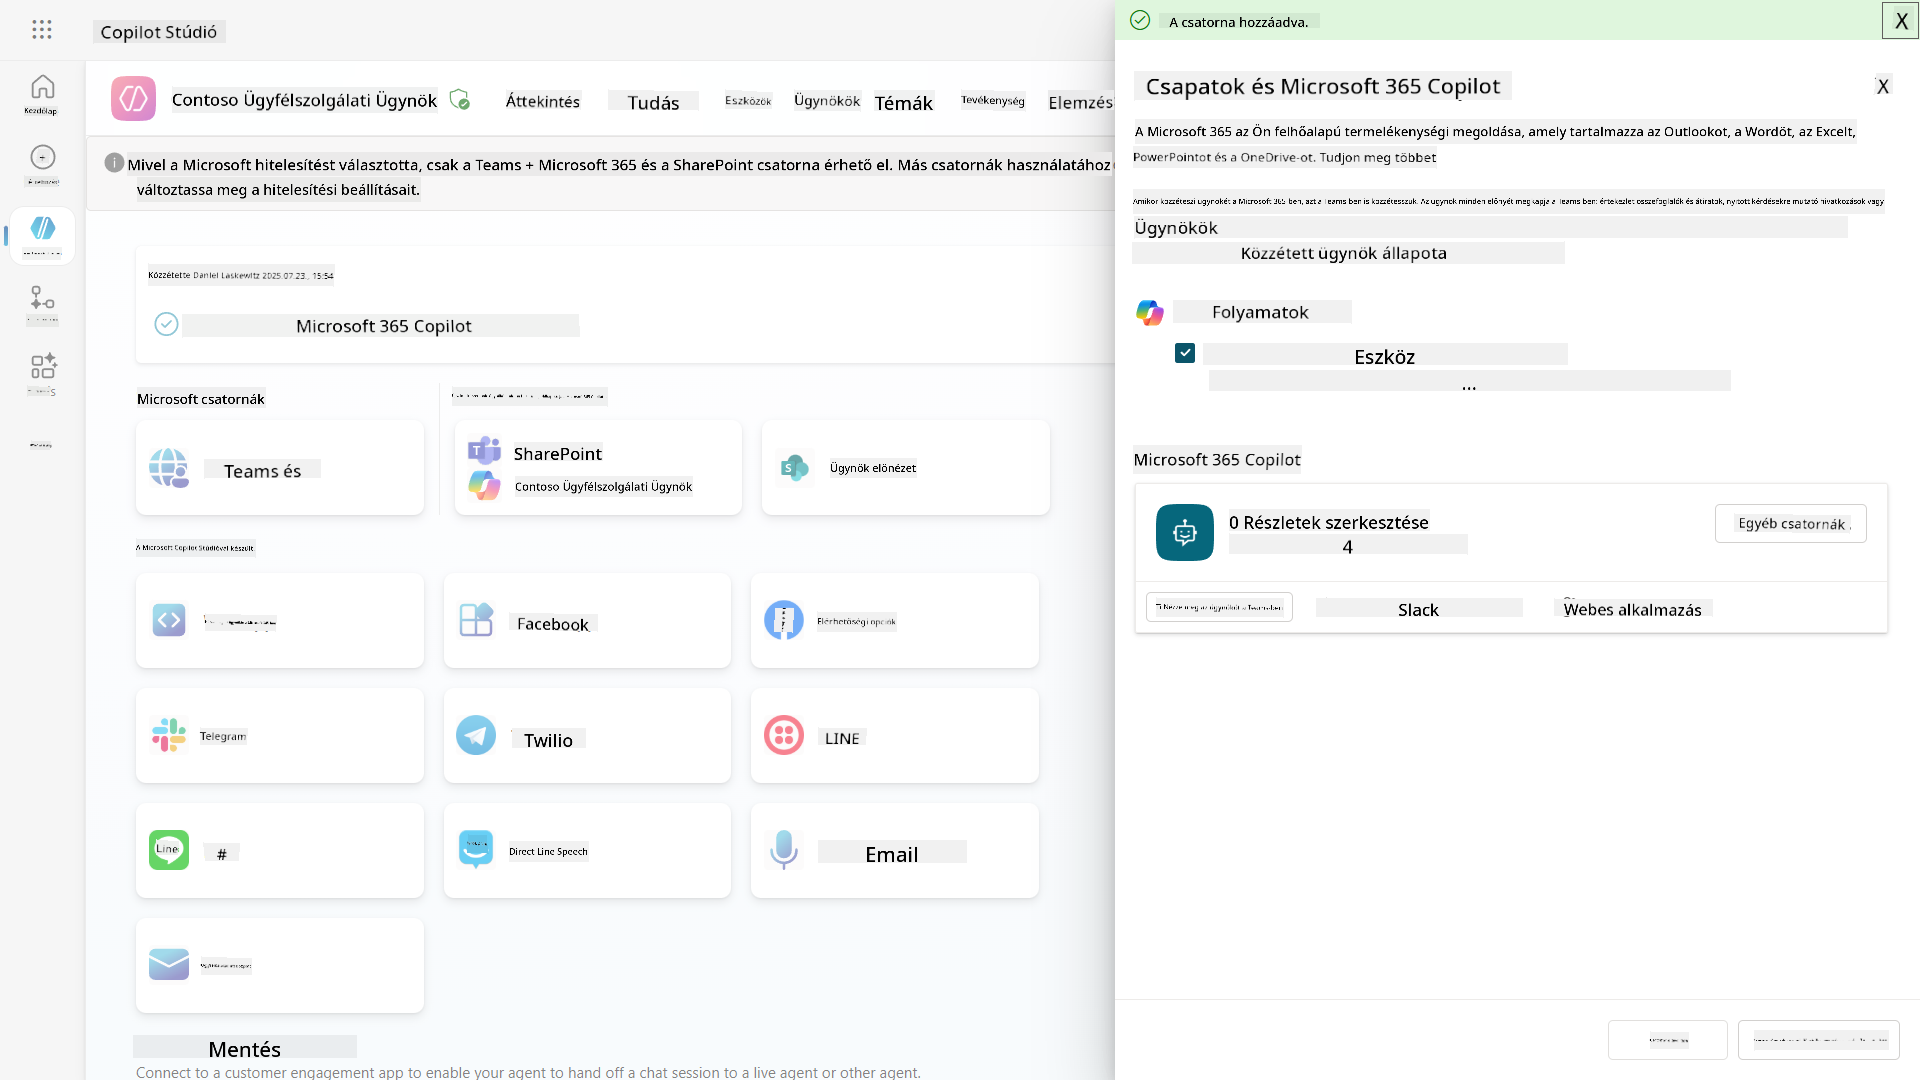 Copilot Stúdió
Kezdőlap
Contoso Ügyfélszolgálati Ügynök
Áttekintés
Tudás
Eszközök
Ügynökök
Témák
Tevékenység
Elemzés
Mivel a Microsoft hitelesítést választotta, csak a Teams + Microsoft 365 és a SharePoint csatorna érhető el. Más csatornák használatához
változtassa meg a hitelesítési beállításait.
Közzétette Daniel Laskewitz 2025.07.23., 15:54
Microsoft 365 Copilot
Microsoft csatornák
Teams és
SharePoint
Contoso Ügyfélszolgálati Ügynök
Ügynök előnézet
A Microsoft Copilot Stúdióval készült
Facebook
Elérhetőségi opciók
Telegram
Twilio
LINE
Line
#
Direct Line Speech
Email
Mentés
Connect to a customer engagement app to enable your agent to hand off a chat session to a live agent or other agent.
A csatorna hozzáadva.
X
Csapatok és Microsoft 365 Copilot
X
A Microsoft 365 az Ön felhőalapú termelékenységi megoldása, amely tartalmazza az Outlookot, a Wordöt, az Excelt,
PowerPointot és a OneDrive-ot. Tudjon meg többet
Amikor közzéteszi ügynökét a Microsoft 365-ben, azt a Teams-ben is közzétesszük. Az ügynök minden előnyét megkapja a Teams-ben: értekezlet összefoglalók és átiratok, nyitott kérdésekre mutató hivatkozások vagy
Ügynökök
Közzétett ügynök állapota
Folyamatok
Eszköz
...
Microsoft 365 Copilot
0 Részletek szerkesztése
4
Egyéb csatornák
Nézze meg az ügynököt a Teams-ben
Slack
Webes alkalmazás